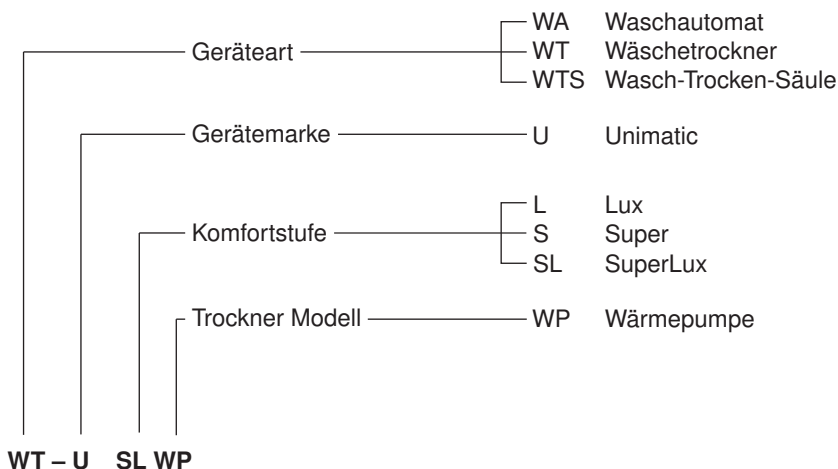 WA Waschautomat
Geräteart WT Wäschetrockner
WTS Wasch-Trocken-Säule
Gerätemarke U Unimatic
L Lux
Komfortstufe S Super
SL SuperLux
Trockner Modell WP Wärmepumpe
WT – U SL WP